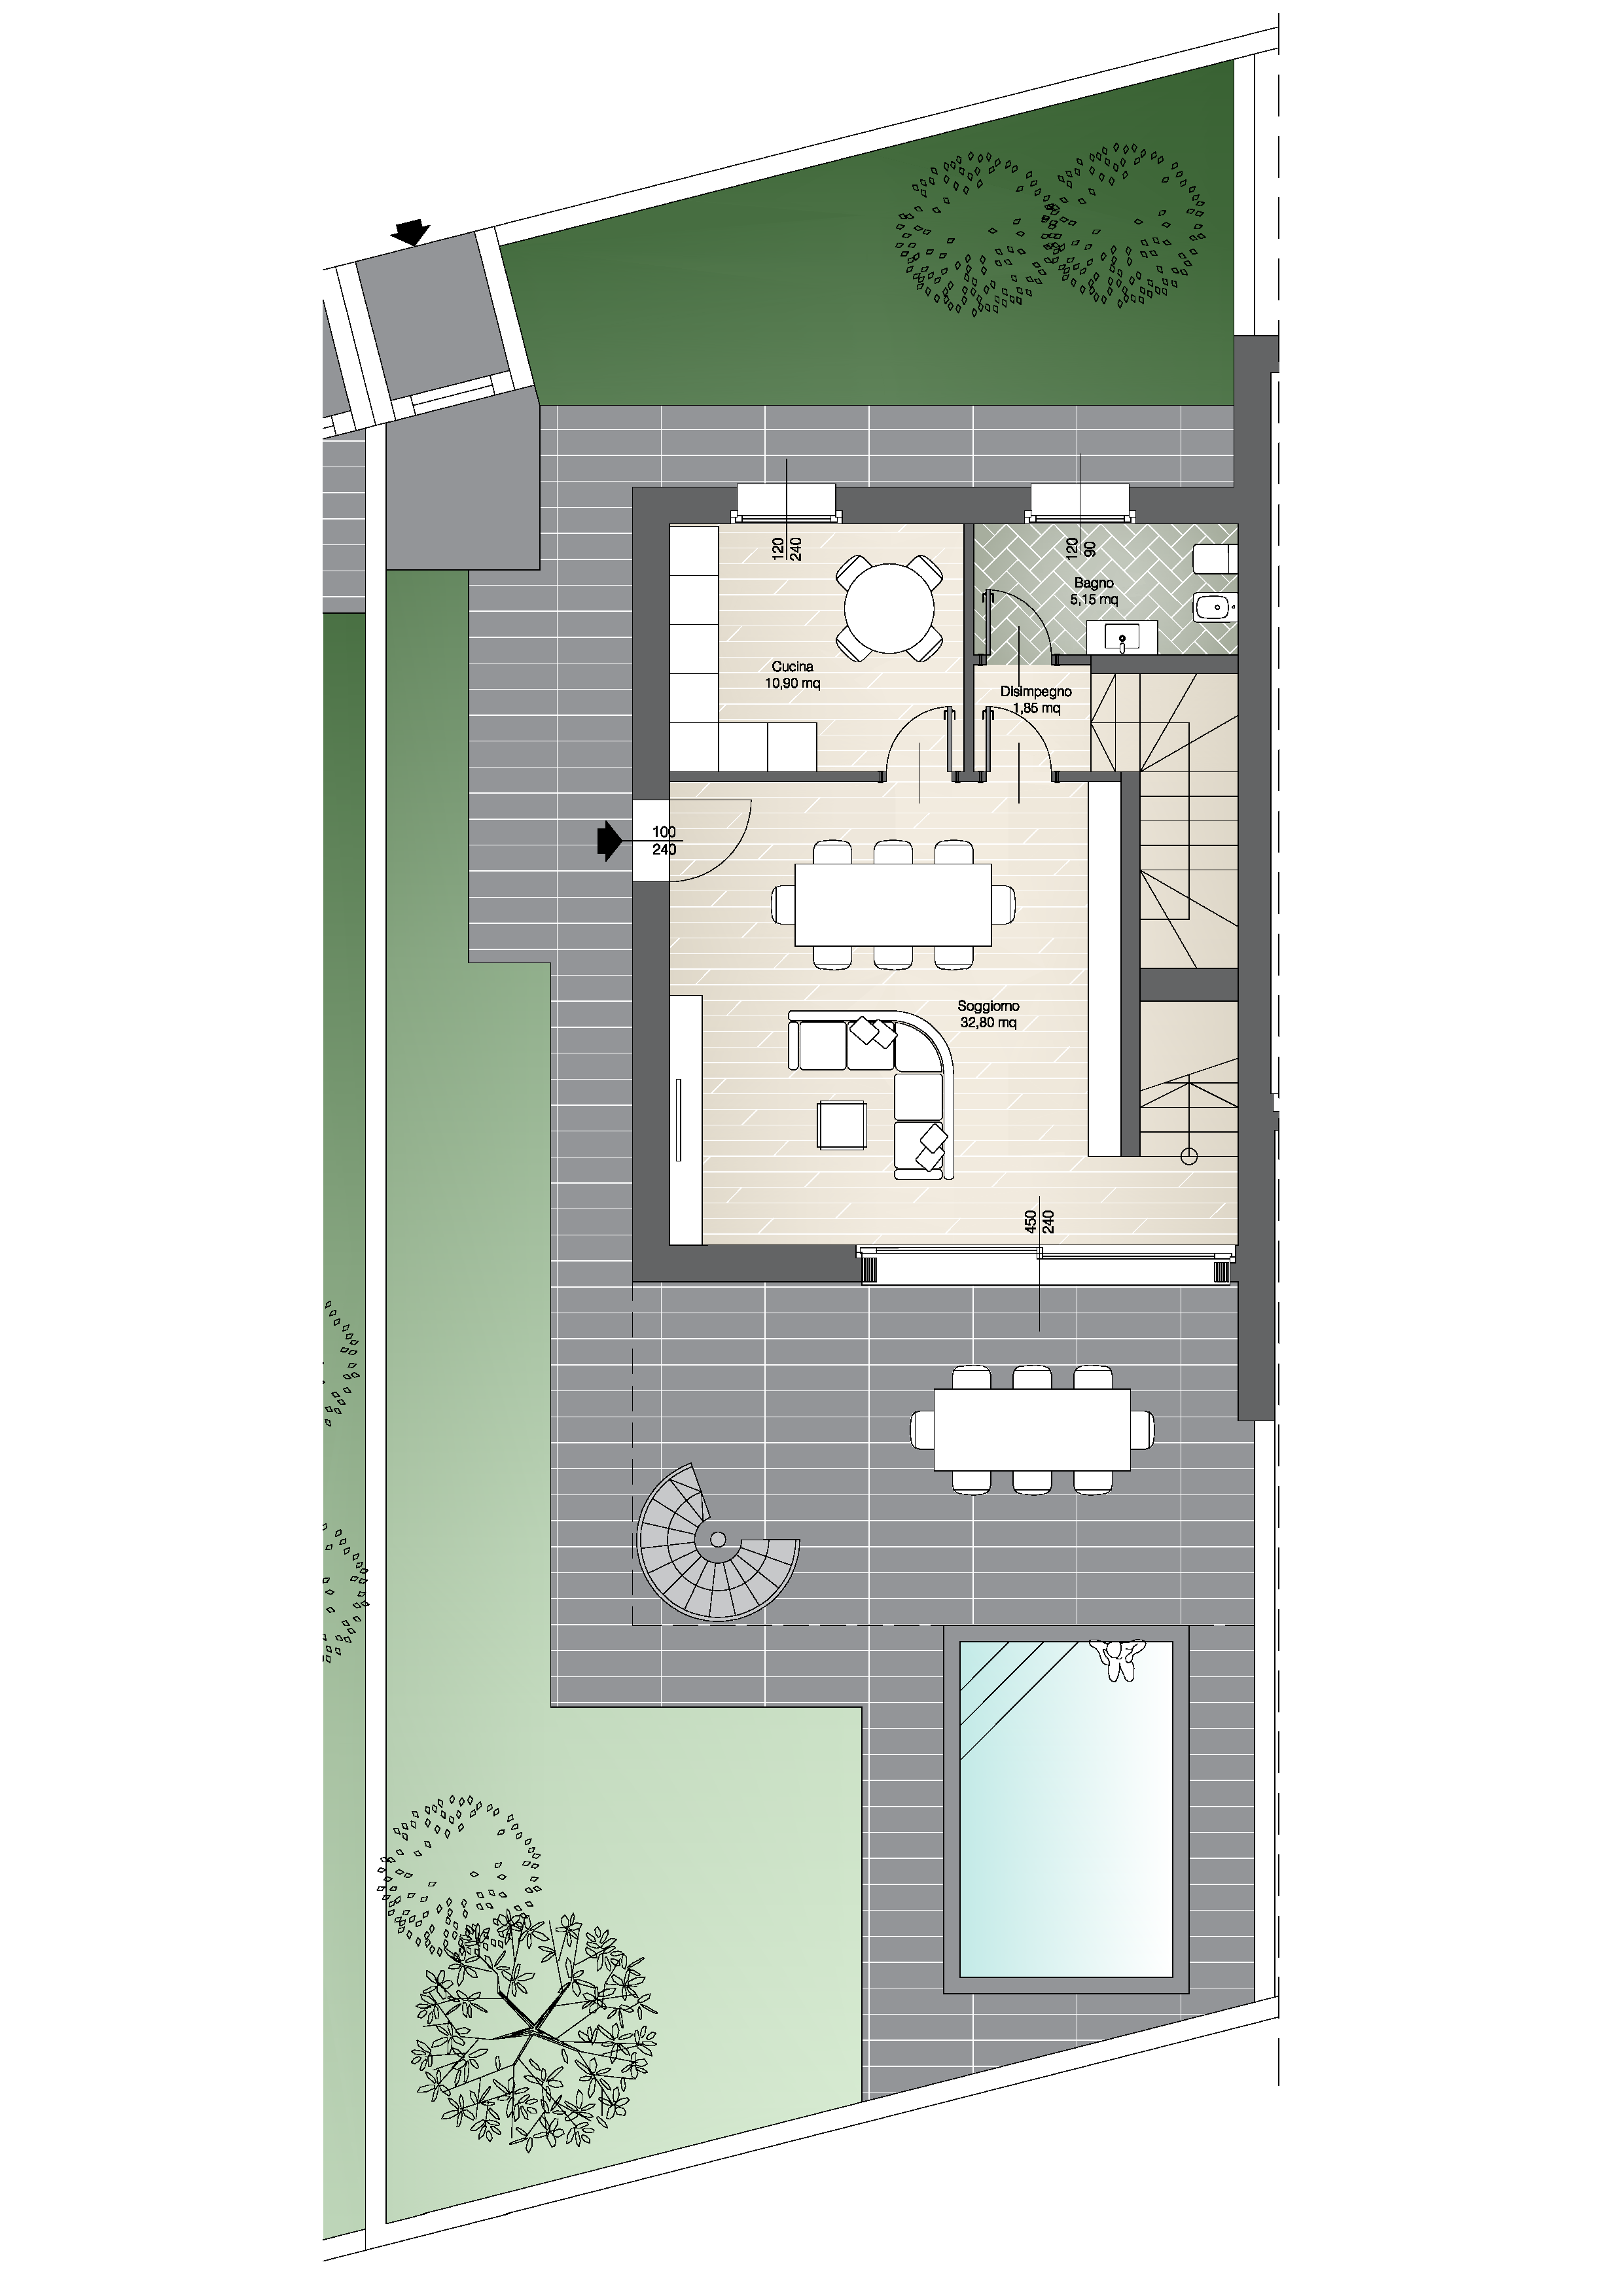 120
240
120
90
Bagno
5,15 mq
Cucina
10,90 mq
Disimpegno
1,85 mq
100
240
Soggiorno
32,80 mq
450
240